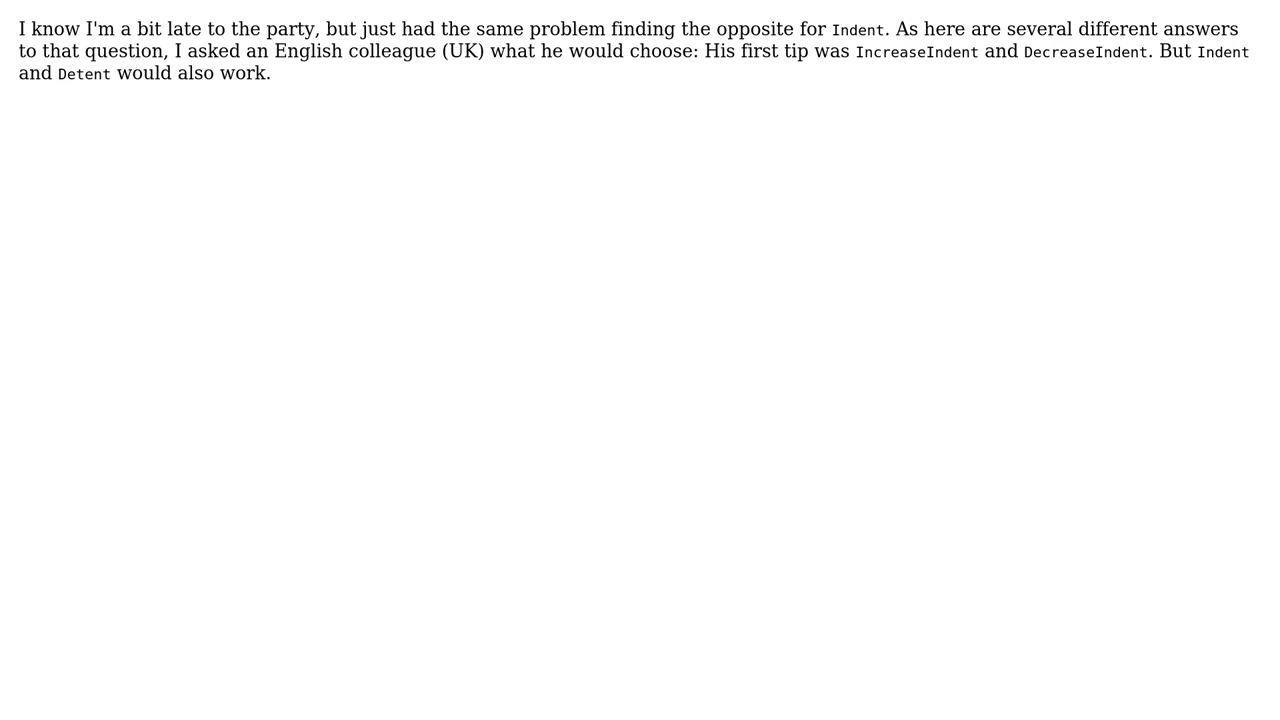 I know I'm a bit late to the party, but just had the same problem finding the opposite for Indent. As here are several different answers
to that question, I asked an English colleague (UK) what he would choose: His first tip was IncreaseIndent and DecreaseIndent. But Indent
and Detent would also work.